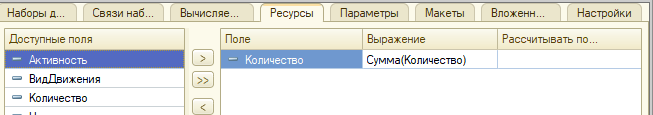 Наборы д... Связи наб... Вычисляе... Ресурсы Параметры Макеты Вложенн... Настройки
Доступные поля Поле Выражение Рассчитывать по...
Активность > Количество Сумма(Количество)
ВидДвижения >>
Количество <